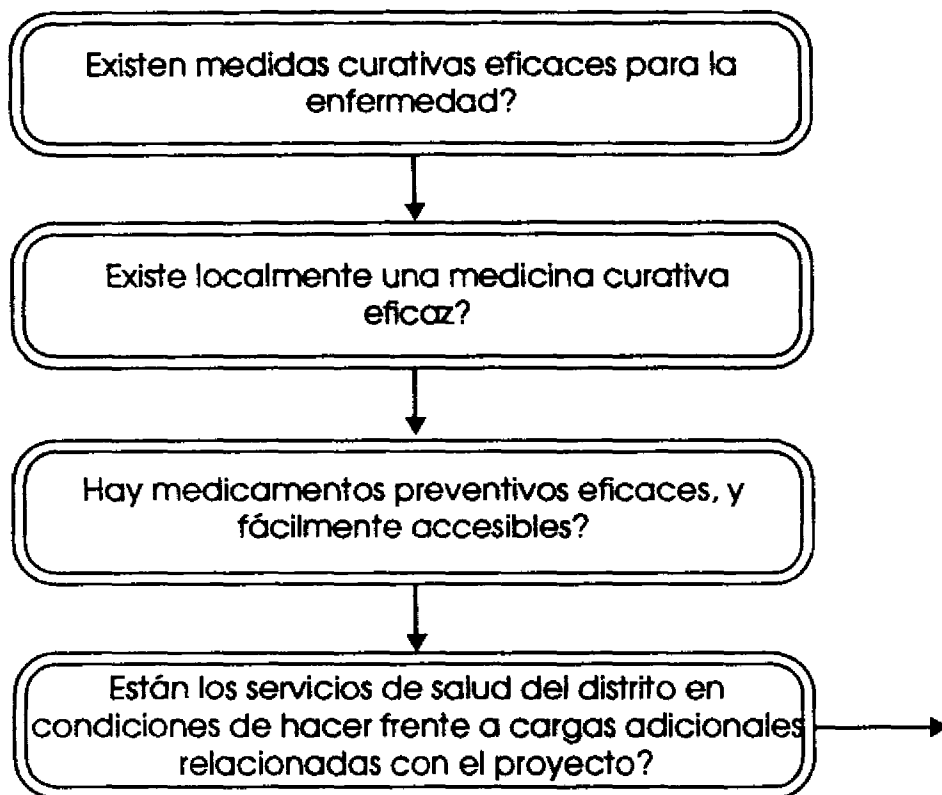 Existen medidas curativas eficaces para la
enfermedad?
Existe localmente una medicina curativa
eficaz?
Hay medicamentos preventivos eficaces, y
fácilmente accesibles?
Están los servicios de salud del distrito en
condiciones de hacer frente a cargas adicionales
relacionadas con el proyecto?